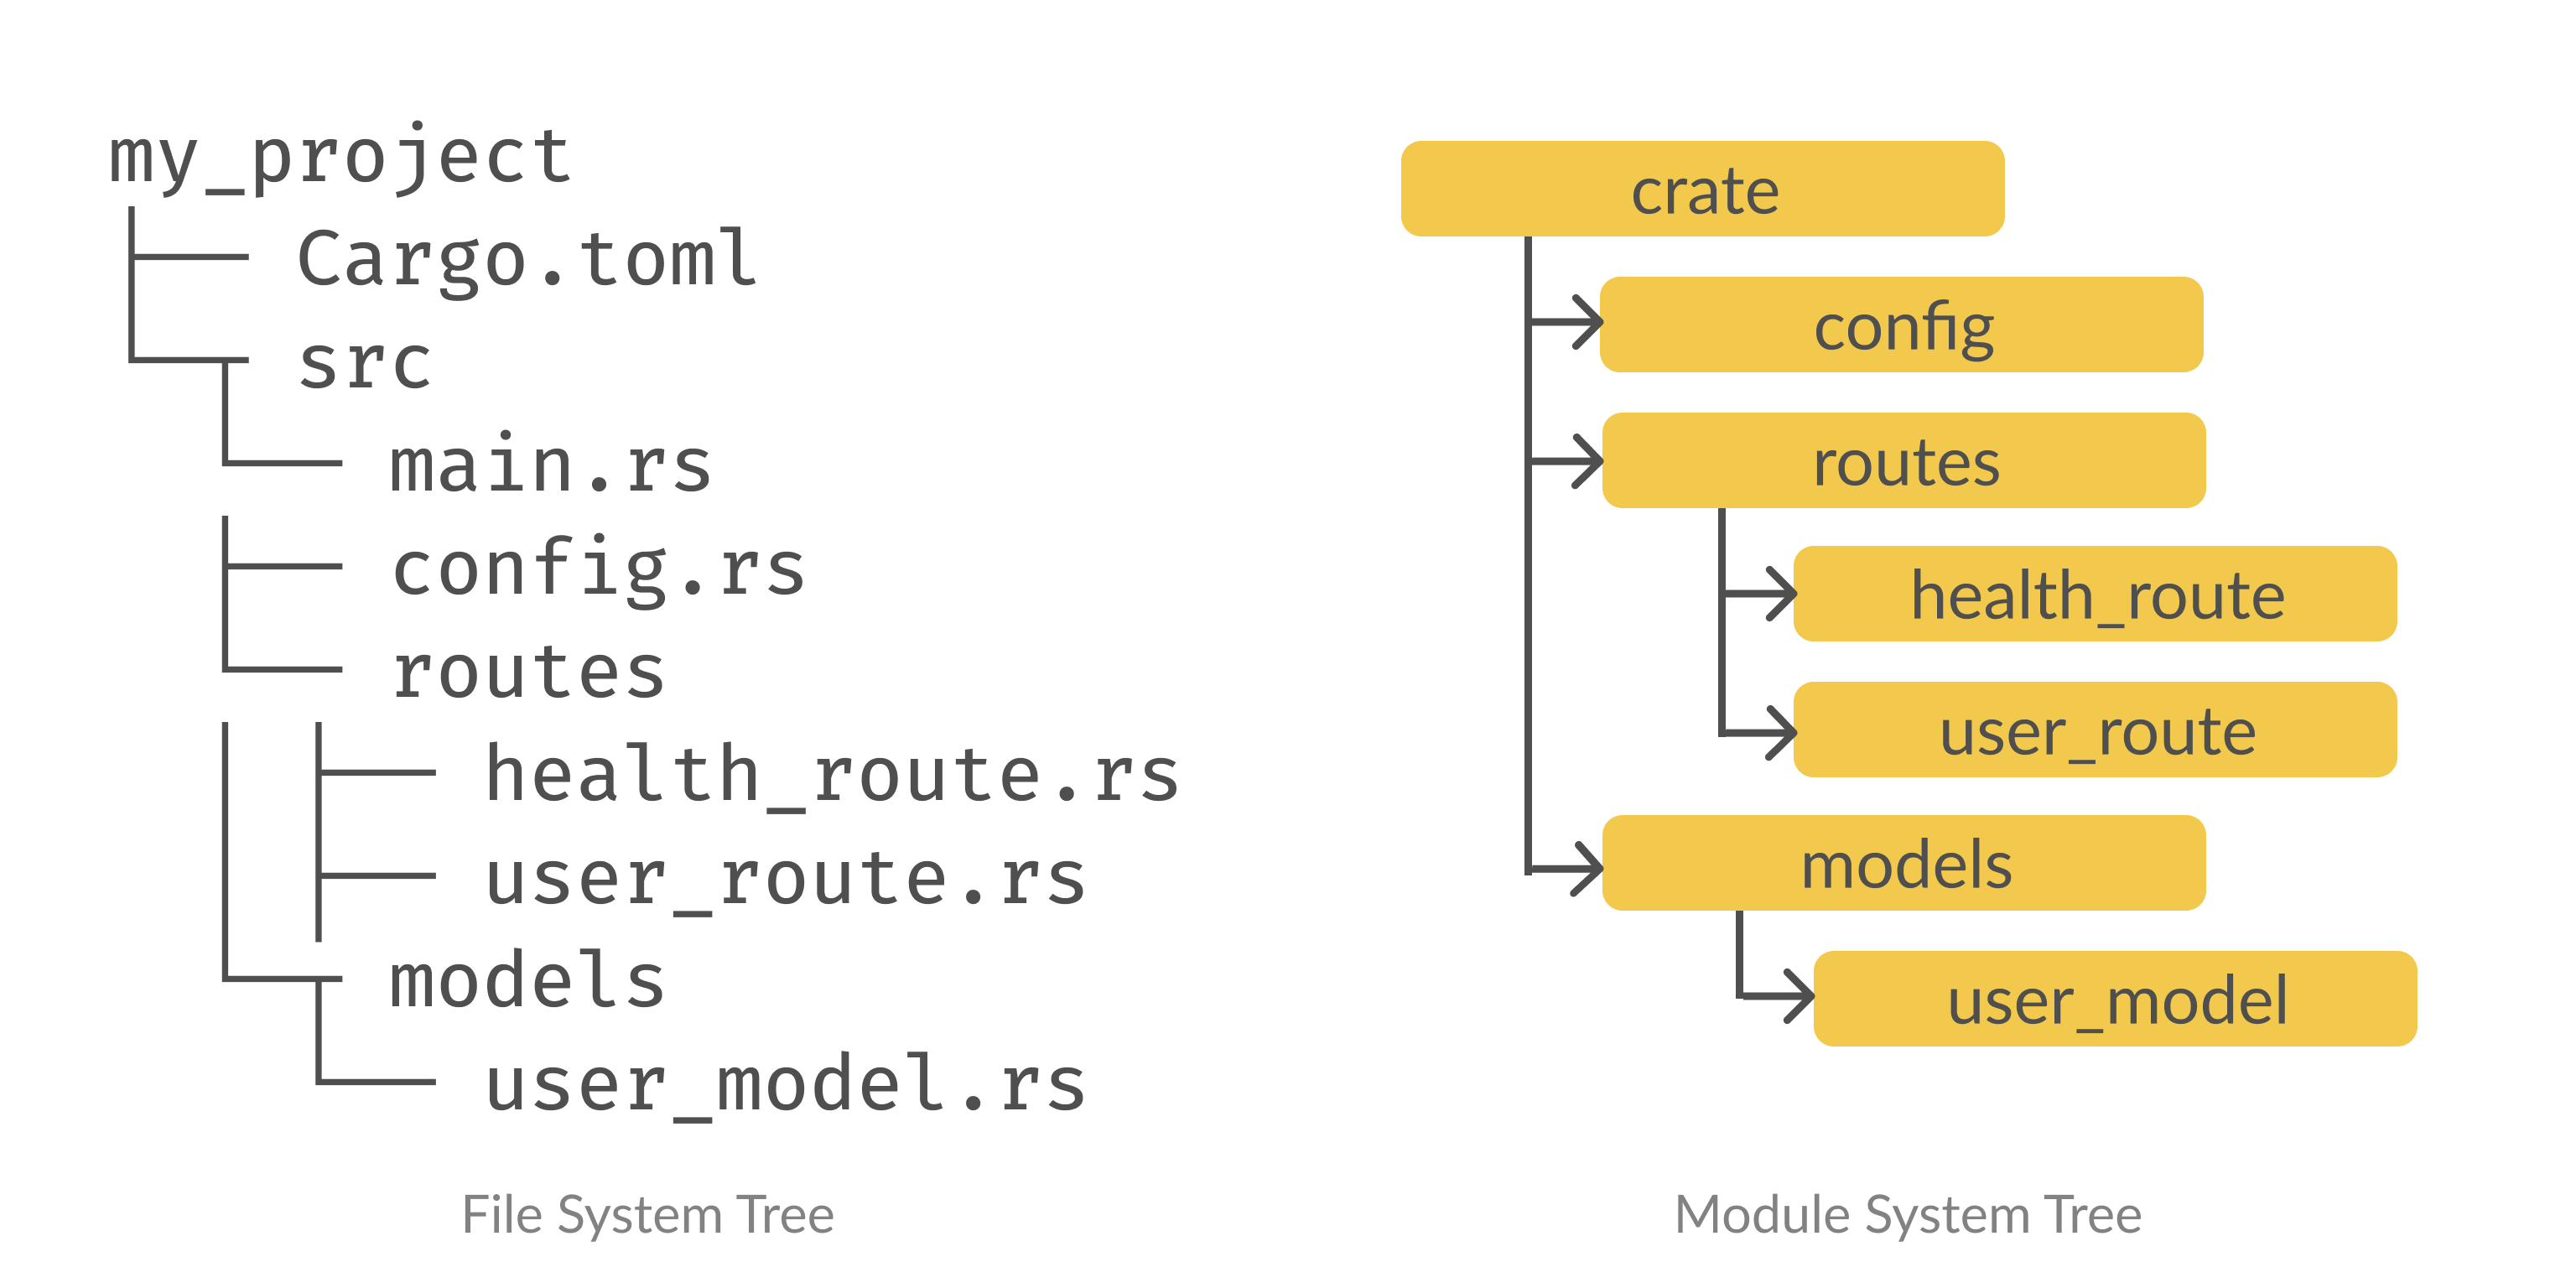 my_project
Cargo.toml
src
main.rs
config.rs
routes
health_route.rs
user_route.rs
models
user_model.rs
File System Tree
crate
config
routes
health_route
user_route
models
user_model
Module System Tree